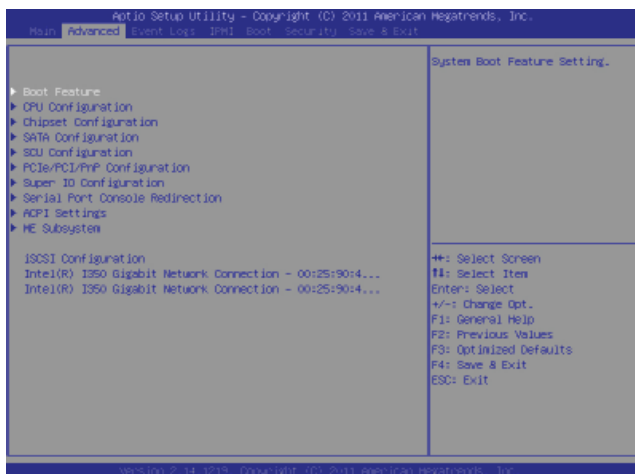 Aptio Setup Utility - Copyright (C) 2011 American Megatrends, Inc.
Main Advanced Event Logs IPMI Boot Security Save & Exit
Boot Feature
CPU Configuration
Chipset Configuration
SATA Configuration
SCU Configuration
PCIe/PCI/PnP Configuration
Super IO Configuration
Serial Port Console Redirection
ACPI Settings
ME Subsystem
iSCSI Configuration
Intel(R) I350 Gigabit Network Connection - 00:25:90:4...
Intel(R) I350 Gigabit Network Connection - 00:25:90:4...
System Boot Feature Setting.
→←: Select Screen
↑↓: Select Item
Enter: Select
+/-: Change Opt.
F1: General Help
F2: Previous Values
F3: Optimized Defaults
F4: Save & Exit
ESC: Exit
Version 2.14.1219. Copyright (C) 2011 American Megatrends, Inc.